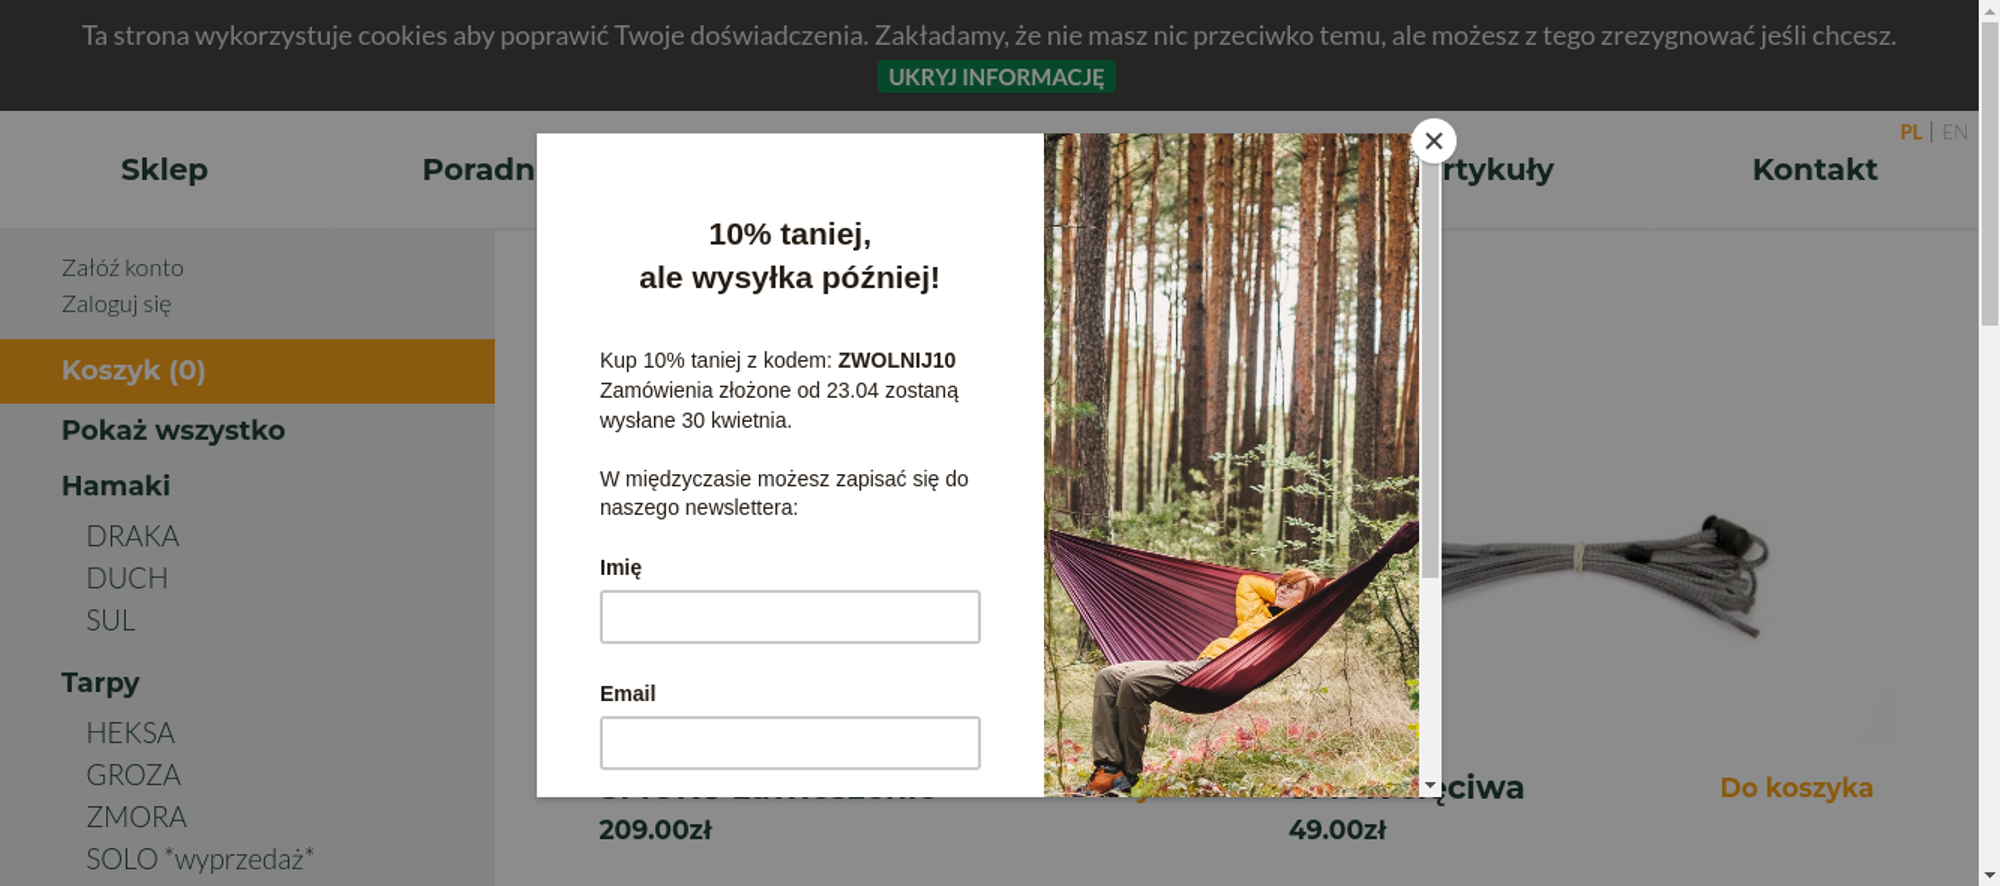 Ta strona wykorzystuje cookies aby poprawić Twoje doświadczenia. Zakładamy, że nie masz nic przeciwko temu, ale możesz z tego zrezygnować jeśli chcesz.
UKRYJ INFORMACJĘ
PL | EN
Sklep
Poradn
rtykuły
Kontakt
Załóż konto
Zaloguj się
Koszyk (0)
Pokaż wszystko
Hamaki
DRAKA
DUCH
SUL
Tarpy
HEKSA
GROZA
ZMORA
SOLO *wyprzedaż*
10% taniej,
ale wysyłka później!
Kup 10% taniej z kodem: ZWOLNIJ10
Zamówienia złożone od 23.04 zostaną
wysłane 30 kwietnia.
W międzyczasie możesz zapisać się do
naszego newslettera:
Imię
Email
209.00zł
ęciwa
49.00zł
Do koszyka